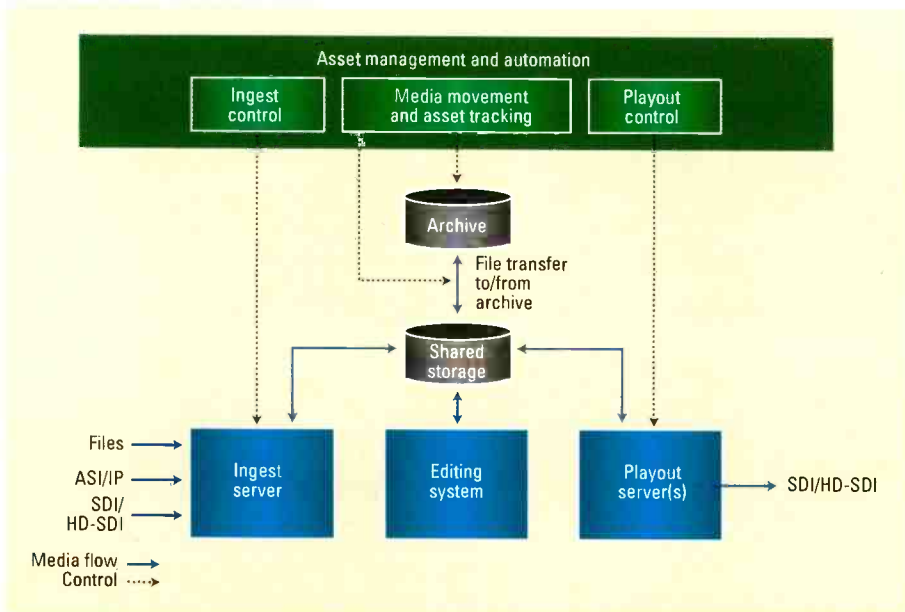 Asset management and automation
Ingest
control
Media movement
and asset tracking
Playout
control
Archive
File transfer
to/from
archive
Shared
storage
Files
ASI/IP
SDI/
HD-SDI
Ingest
server
Editing
system
Playout
server(s)
SDI/HD-SDI
Media flow
Control